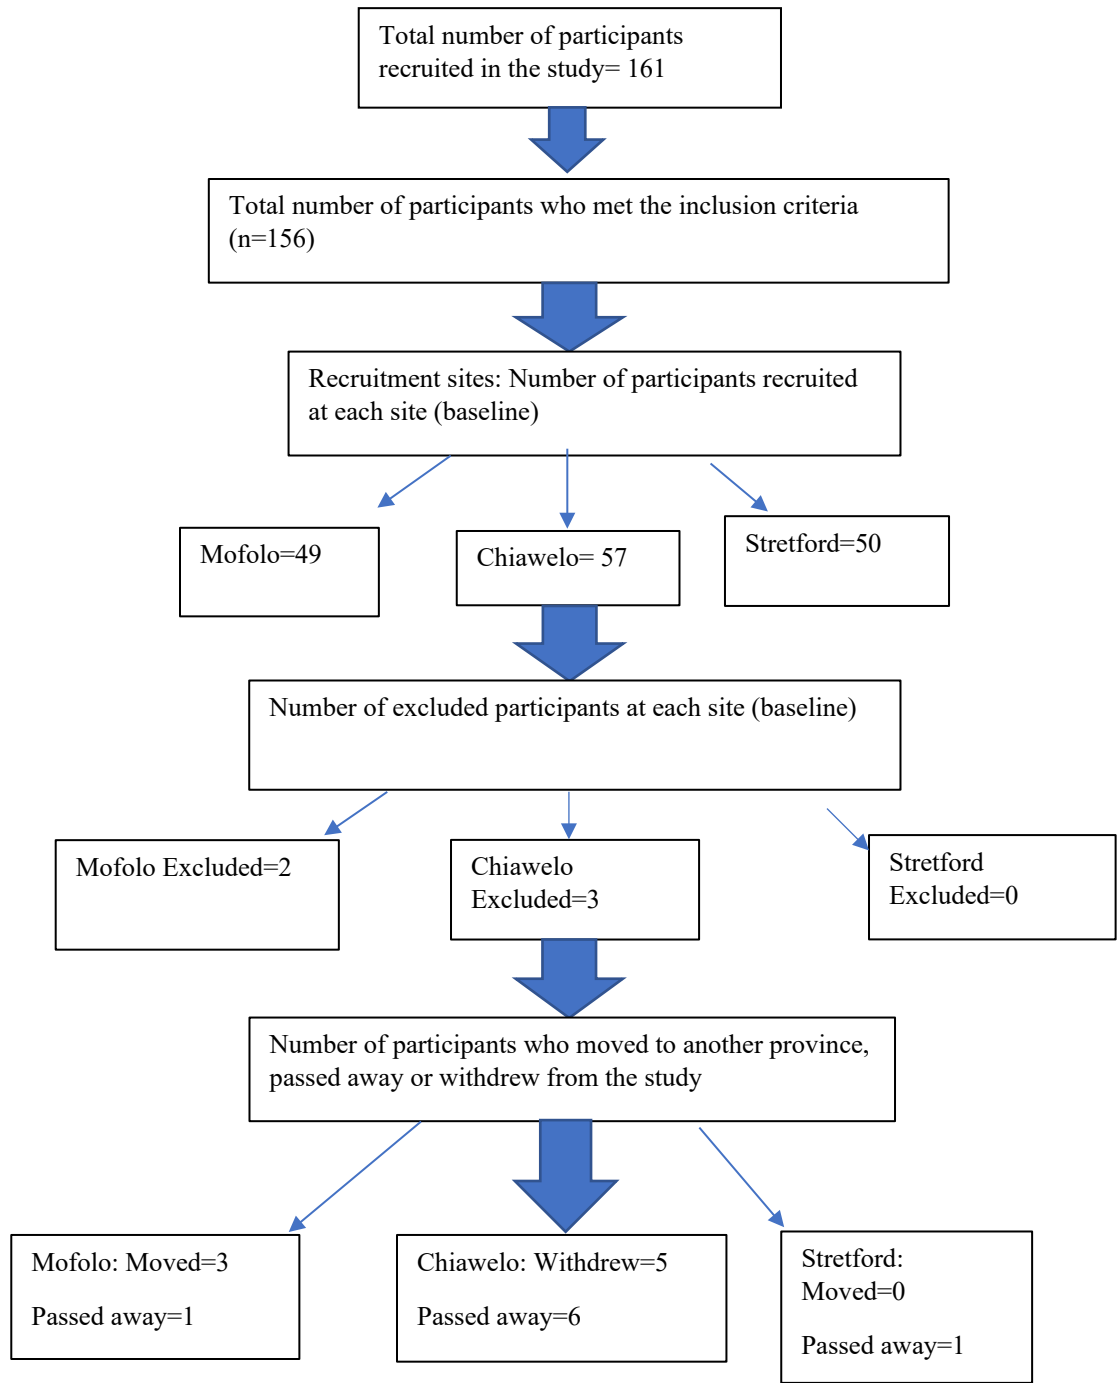 Total number of participants
recruited in the study= 161
Total number of participants who met the inclusion criteria
(n=156)
Recruitment sites: Number of participants recruited
at each site (baseline)
Mofolo=49
Chiawelo= 57
Stretford=50
Number of excluded participants at each site (baseline)
Mofolo Excluded=2
Chiawelo
Excluded=3
Stretford
Excluded=0
Number of participants who moved to another province,
passed away or withdrew from the study
Mofolo: Moved=3
Passed away=1
Chiawelo: Withdrew=5
Passed away=6
Stretford:
Moved=0
Passed away=1